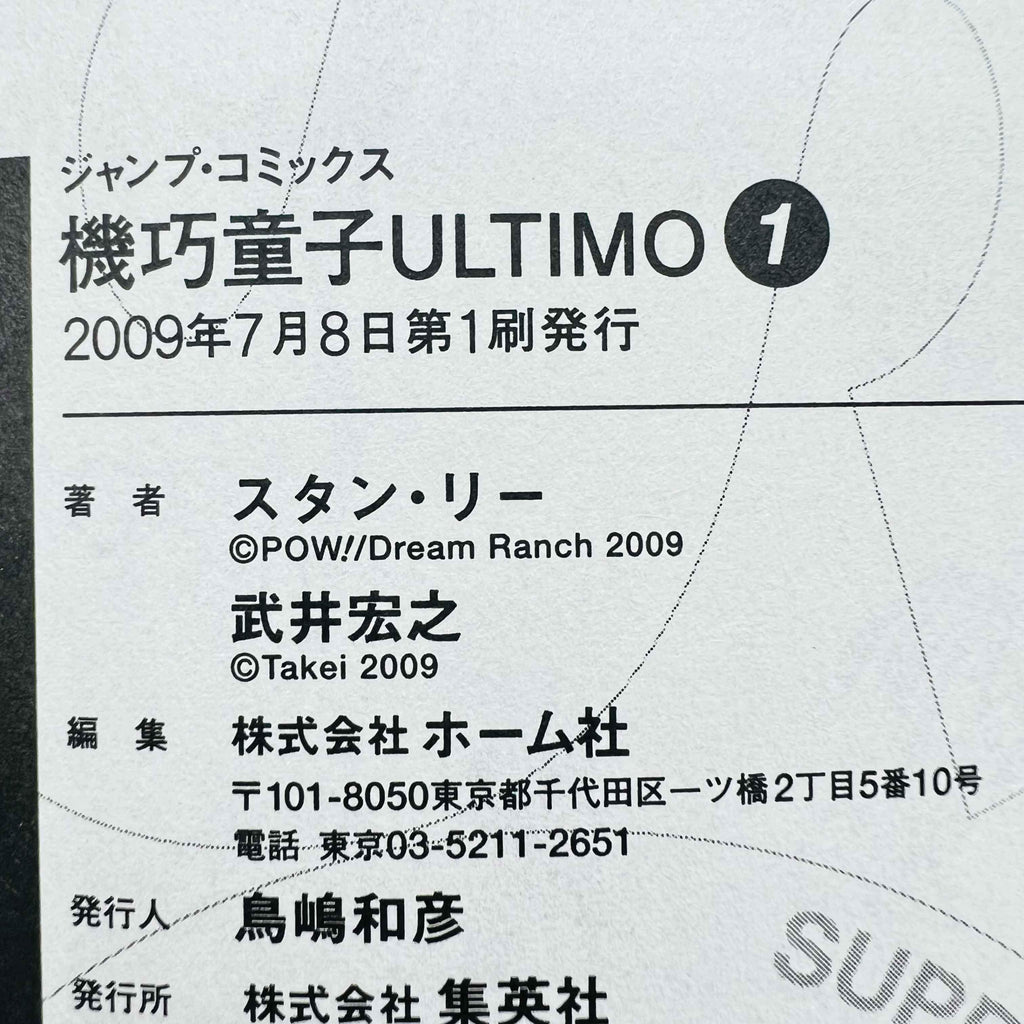 ジャンプ・コミックス
機巧童子ULTIMO 1
2009年7月8日第1刷発行
著 者 スタン・リー
©POW!/Dream Ranch 2009
武井宏之
©Takei 2009
編 集 株式会社 ホーム社
〒101-8050東京都千代田区一ツ橋2丁目5番10号
電話 東京03-5211-2651
発行人 鳥嶋和彦
発行所 株式会社 集英社